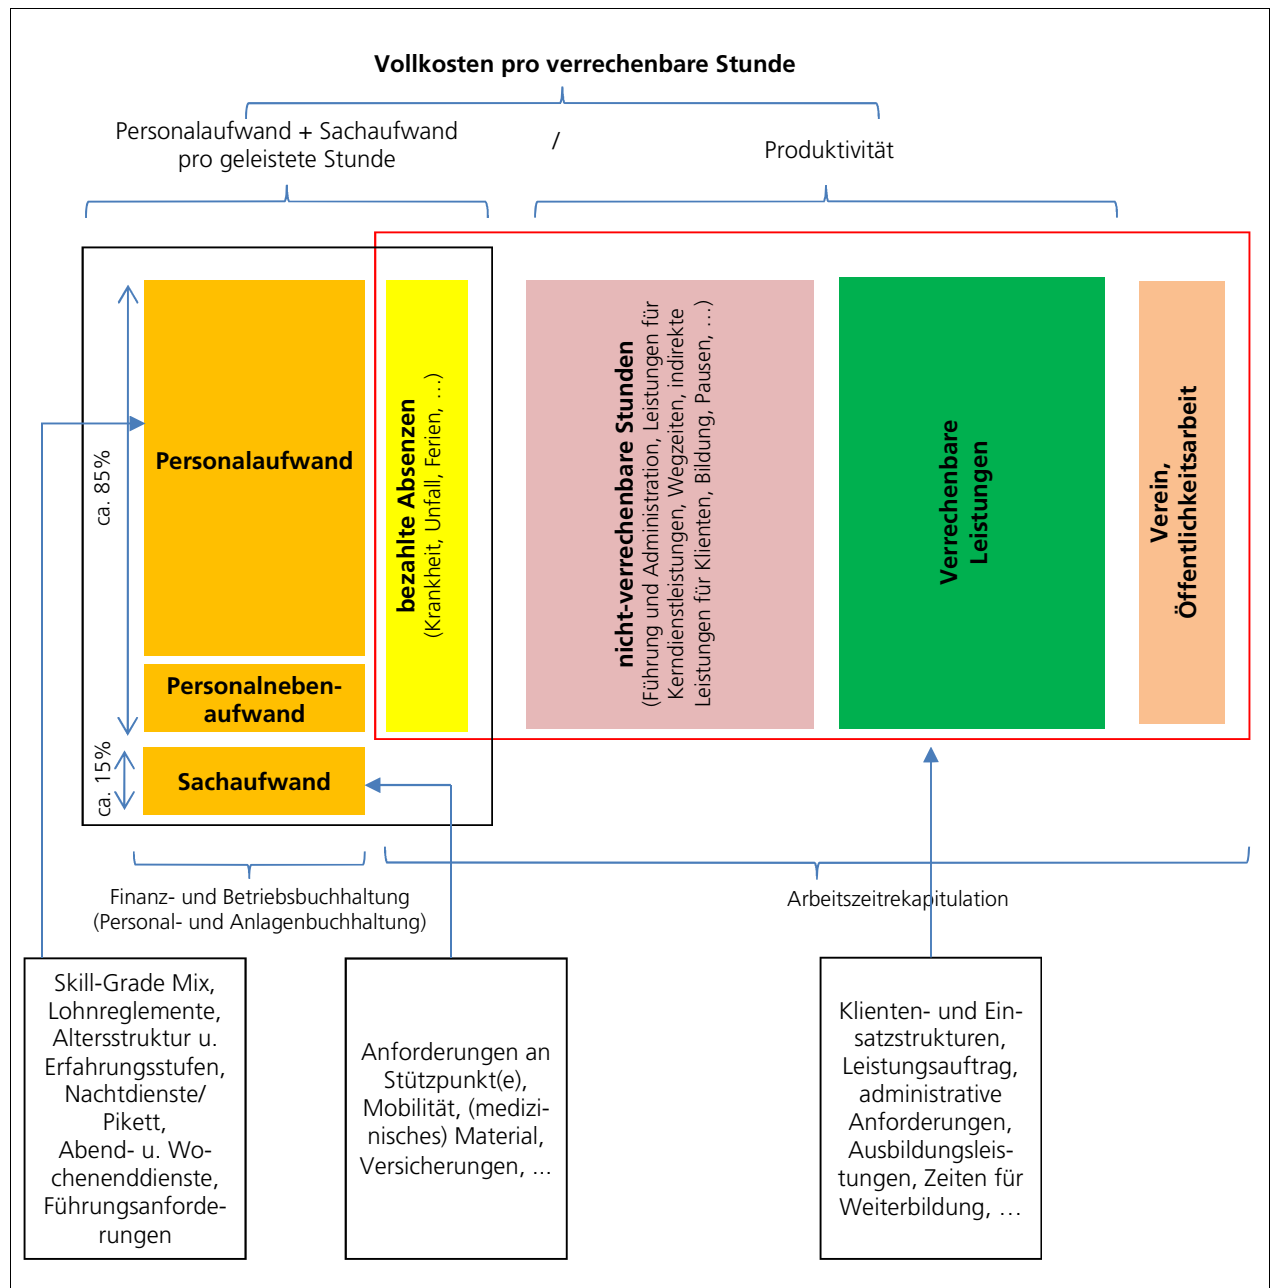 Vollkosten pro verrechenbare Stunde
Personalaufwand + Sachaufwand
pro geleistete Stunde
/
Produktivität
ca. 85%
ca. 15%
Personalaufwand
Personalneben-
aufwand
Sachaufwand
bezahlte Absenzen
(Krankheit, Unfall, Ferien, …)
nicht-verrechenbare Stunden
(Führung und Administration, Leistungen für
Kerndienstleistungen, Wegzeiten, indirekte
Leistungen für Klienten, Bildung, Pausen, …)
Verrechenbare
Leistungen
Verein,
Öffentlichkeitsarbeit
Finanz- und Betriebsbuchhaltung
(Personal- und Anlagenbuchhaltung)
Arbeitszeitrekapitulation
Skill-Grade Mix,
Lohnreglemente,
Altersstruktur u.
Erfahrungsstufen,
Nachtdienste/
Pikett,
Abend- u. Wo-
chenenddienste,
Führungsanforde-
rungen
Anforderungen an
Stützpunkt(e),
Mobilität, (medizi-
nisches) Material,
Versicherungen, ...
Klienten- und Ein-
satzstrukturen,
Leistungsauftrag,
administrative
Anforderungen,
Ausbildungsleis-
tungen, Zeiten für
Weiterbildung, …